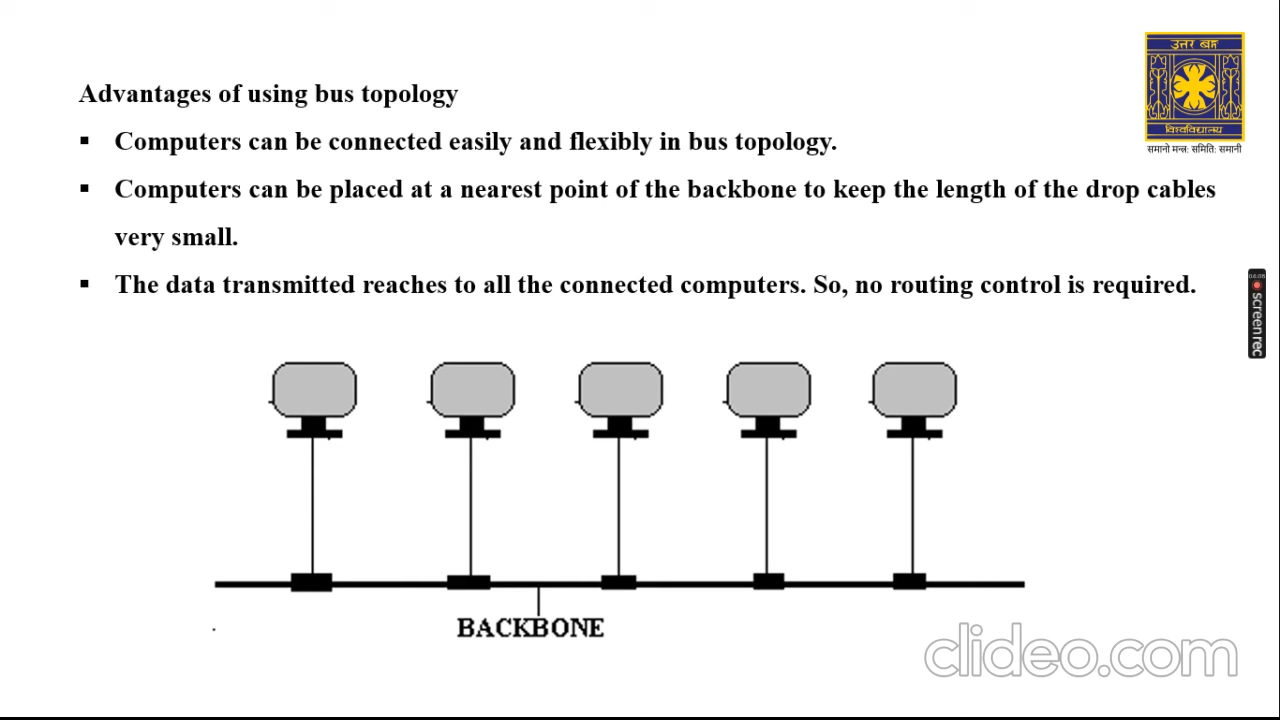 उत्तर बङ्ग
विश्वविद्यालय
समानो मन्त्र: समिति: समानी
Advantages of using bus topology
▪ Computers can be connected easily and flexibly in bus topology.
▪ Computers can be placed at a nearest point of the backbone to keep the length of the drop cables
very small.
▪ The data transmitted reaches to all the connected computers. So, no routing control is required.
screenrec
BACKBONE
clideo.com